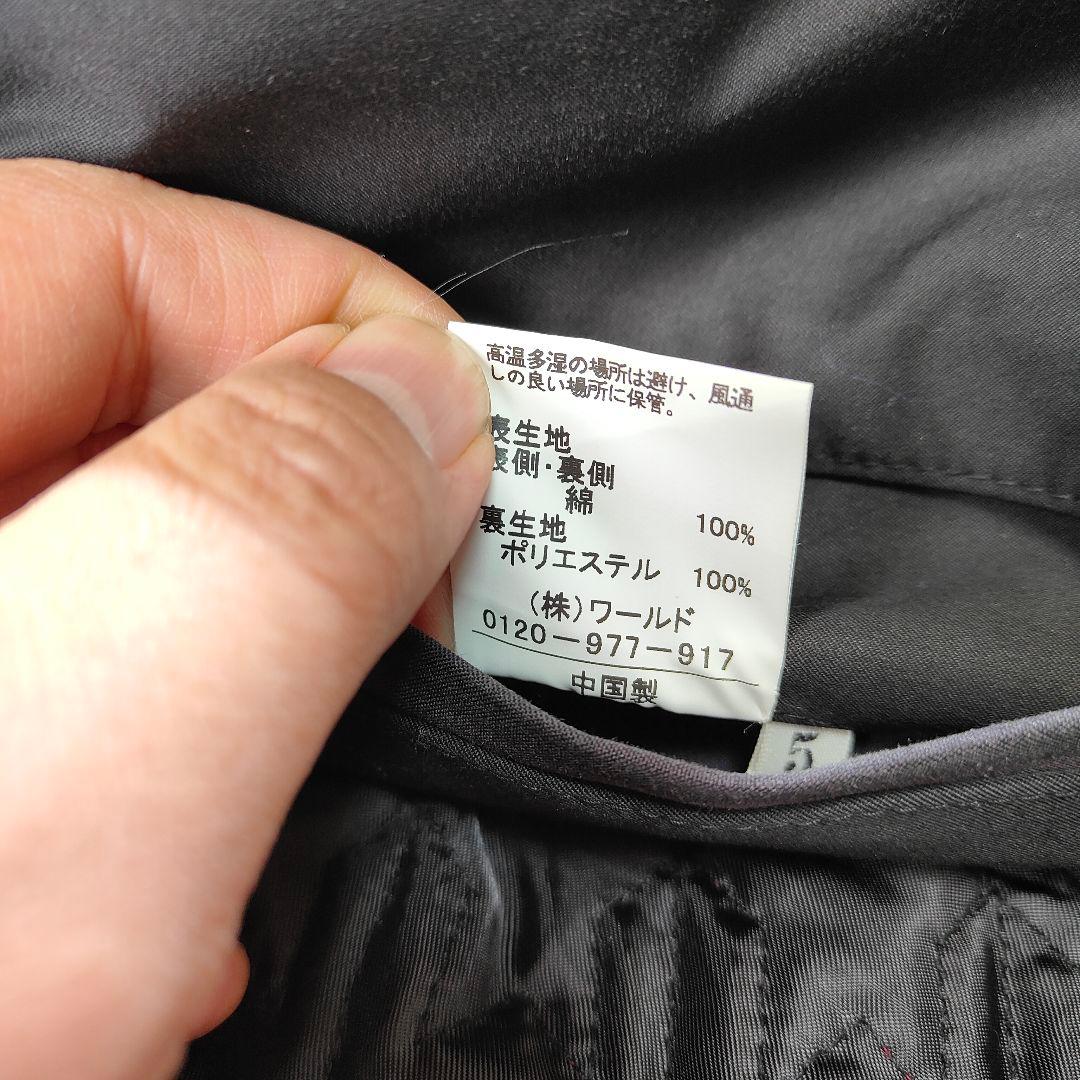 高温多湿の場所は避け、風通
しの良い場所に保管。
表生地
表側・裏側
綿 100%
裏生地
ポリエステル 100%
(株)ワールド
0120-977-917
中国製
5